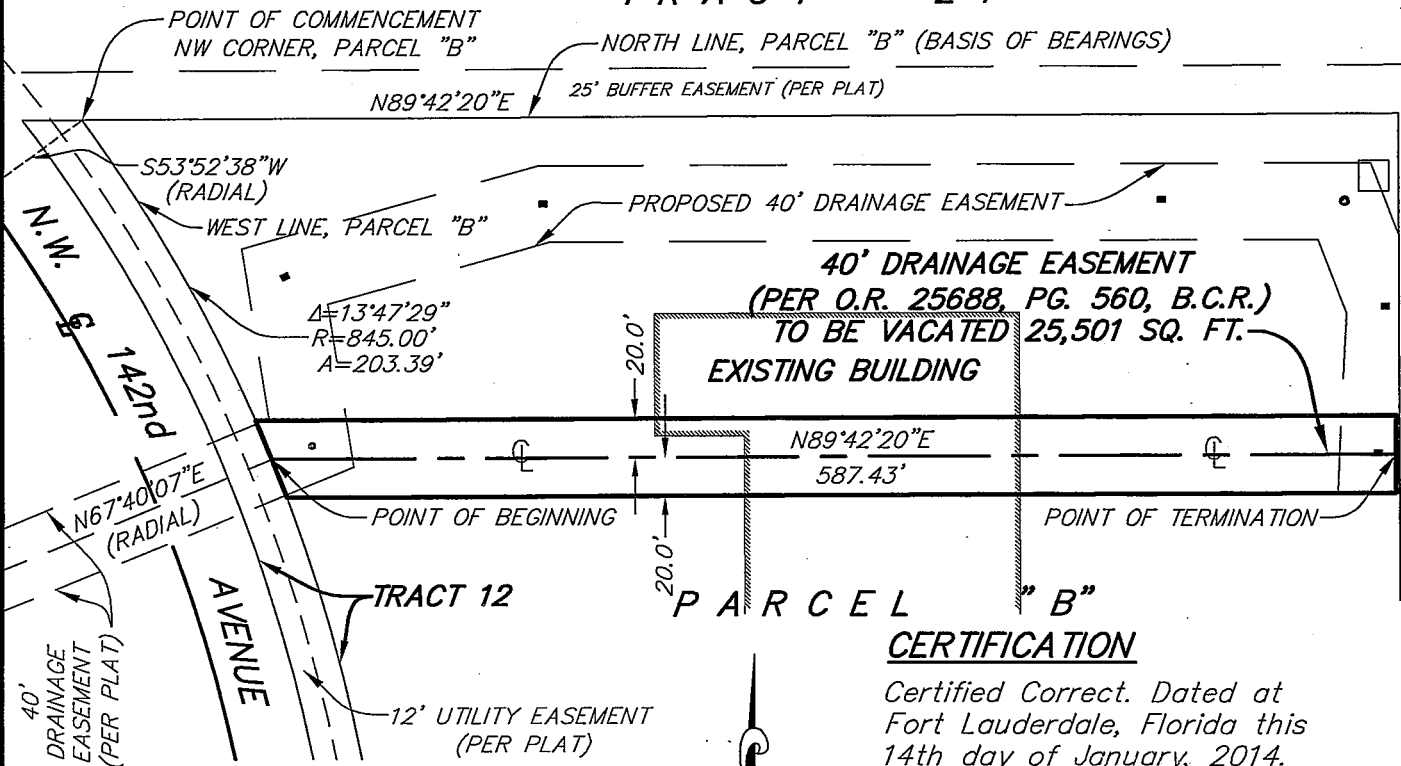 POINT OF COMMENCEMENT
NW CORNER, PARCEL "B"
NORTH LINE, PARCEL "B" (BASIS OF BEARINGS)
25' BUFFER EASEMENT (PER PLAT)
N89°42'20"E
S53°52'38"W
(RADIAL)
WEST LINE, PARCEL "B"
PROPOSED 40' DRAINAGE EASEMENT
40' DRAINAGE EASEMENT
(PER O.R. 25688, PG. 560, B.C.R.)
TO BE VACATED 25,501 SQ. FT.
Δ=13°47'29"
R=845.00'
A=203.39'
20.0'
EXISTING BUILDING
N.W. 142nd AVENUE
N89°42'20"E
587.43'
N67°40'07"E
(RADIAL)
POINT OF BEGINNING
POINT OF TERMINATION
20.0'
TRACT 12
PARCEL "B"
40'
DRAINAGE
EASEMENT
(PER PLAT)
12' UTILITY EASEMENT
(PER PLAT)
CERTIFICATION
Certified Correct. Dated at
Fort Lauderdale, Florida this
14th day of January, 2014.